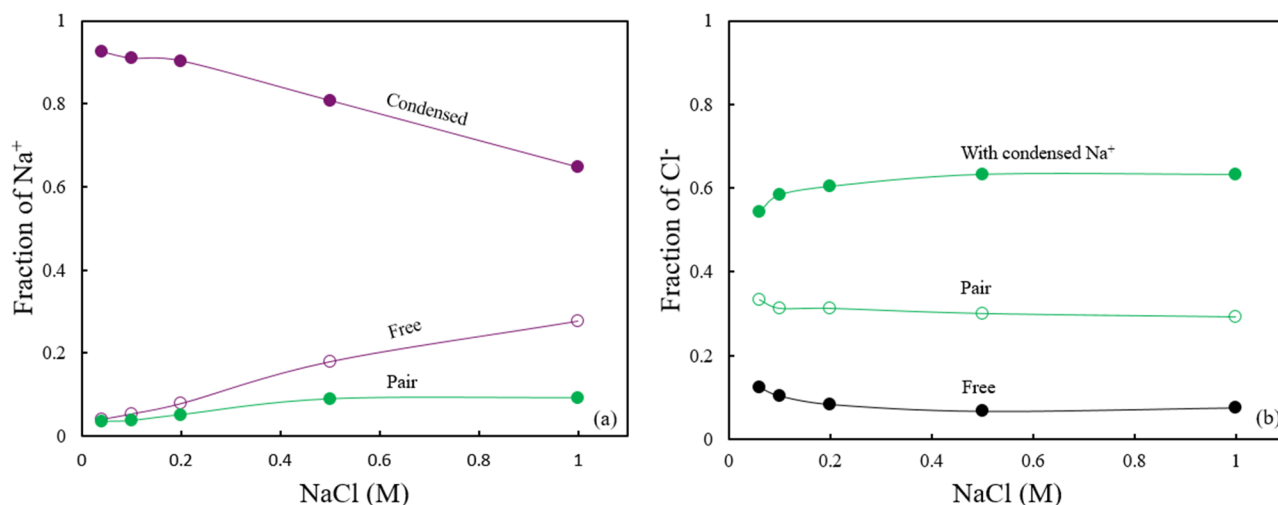 1
0.8
0.6
0.4
0.2
0
Fraction of Na⁺
Condensed
Free
Pair
(a)
0
0.2
0.4
0.6
0.8
1
NaCl (M)
1
0.8
0.6
0.4
0.2
0
Fraction of Cl⁻
With condensed Na⁺
Pair
Free
(b)
0
0.2
0.4
0.6
0.8
1
NaCl (M)